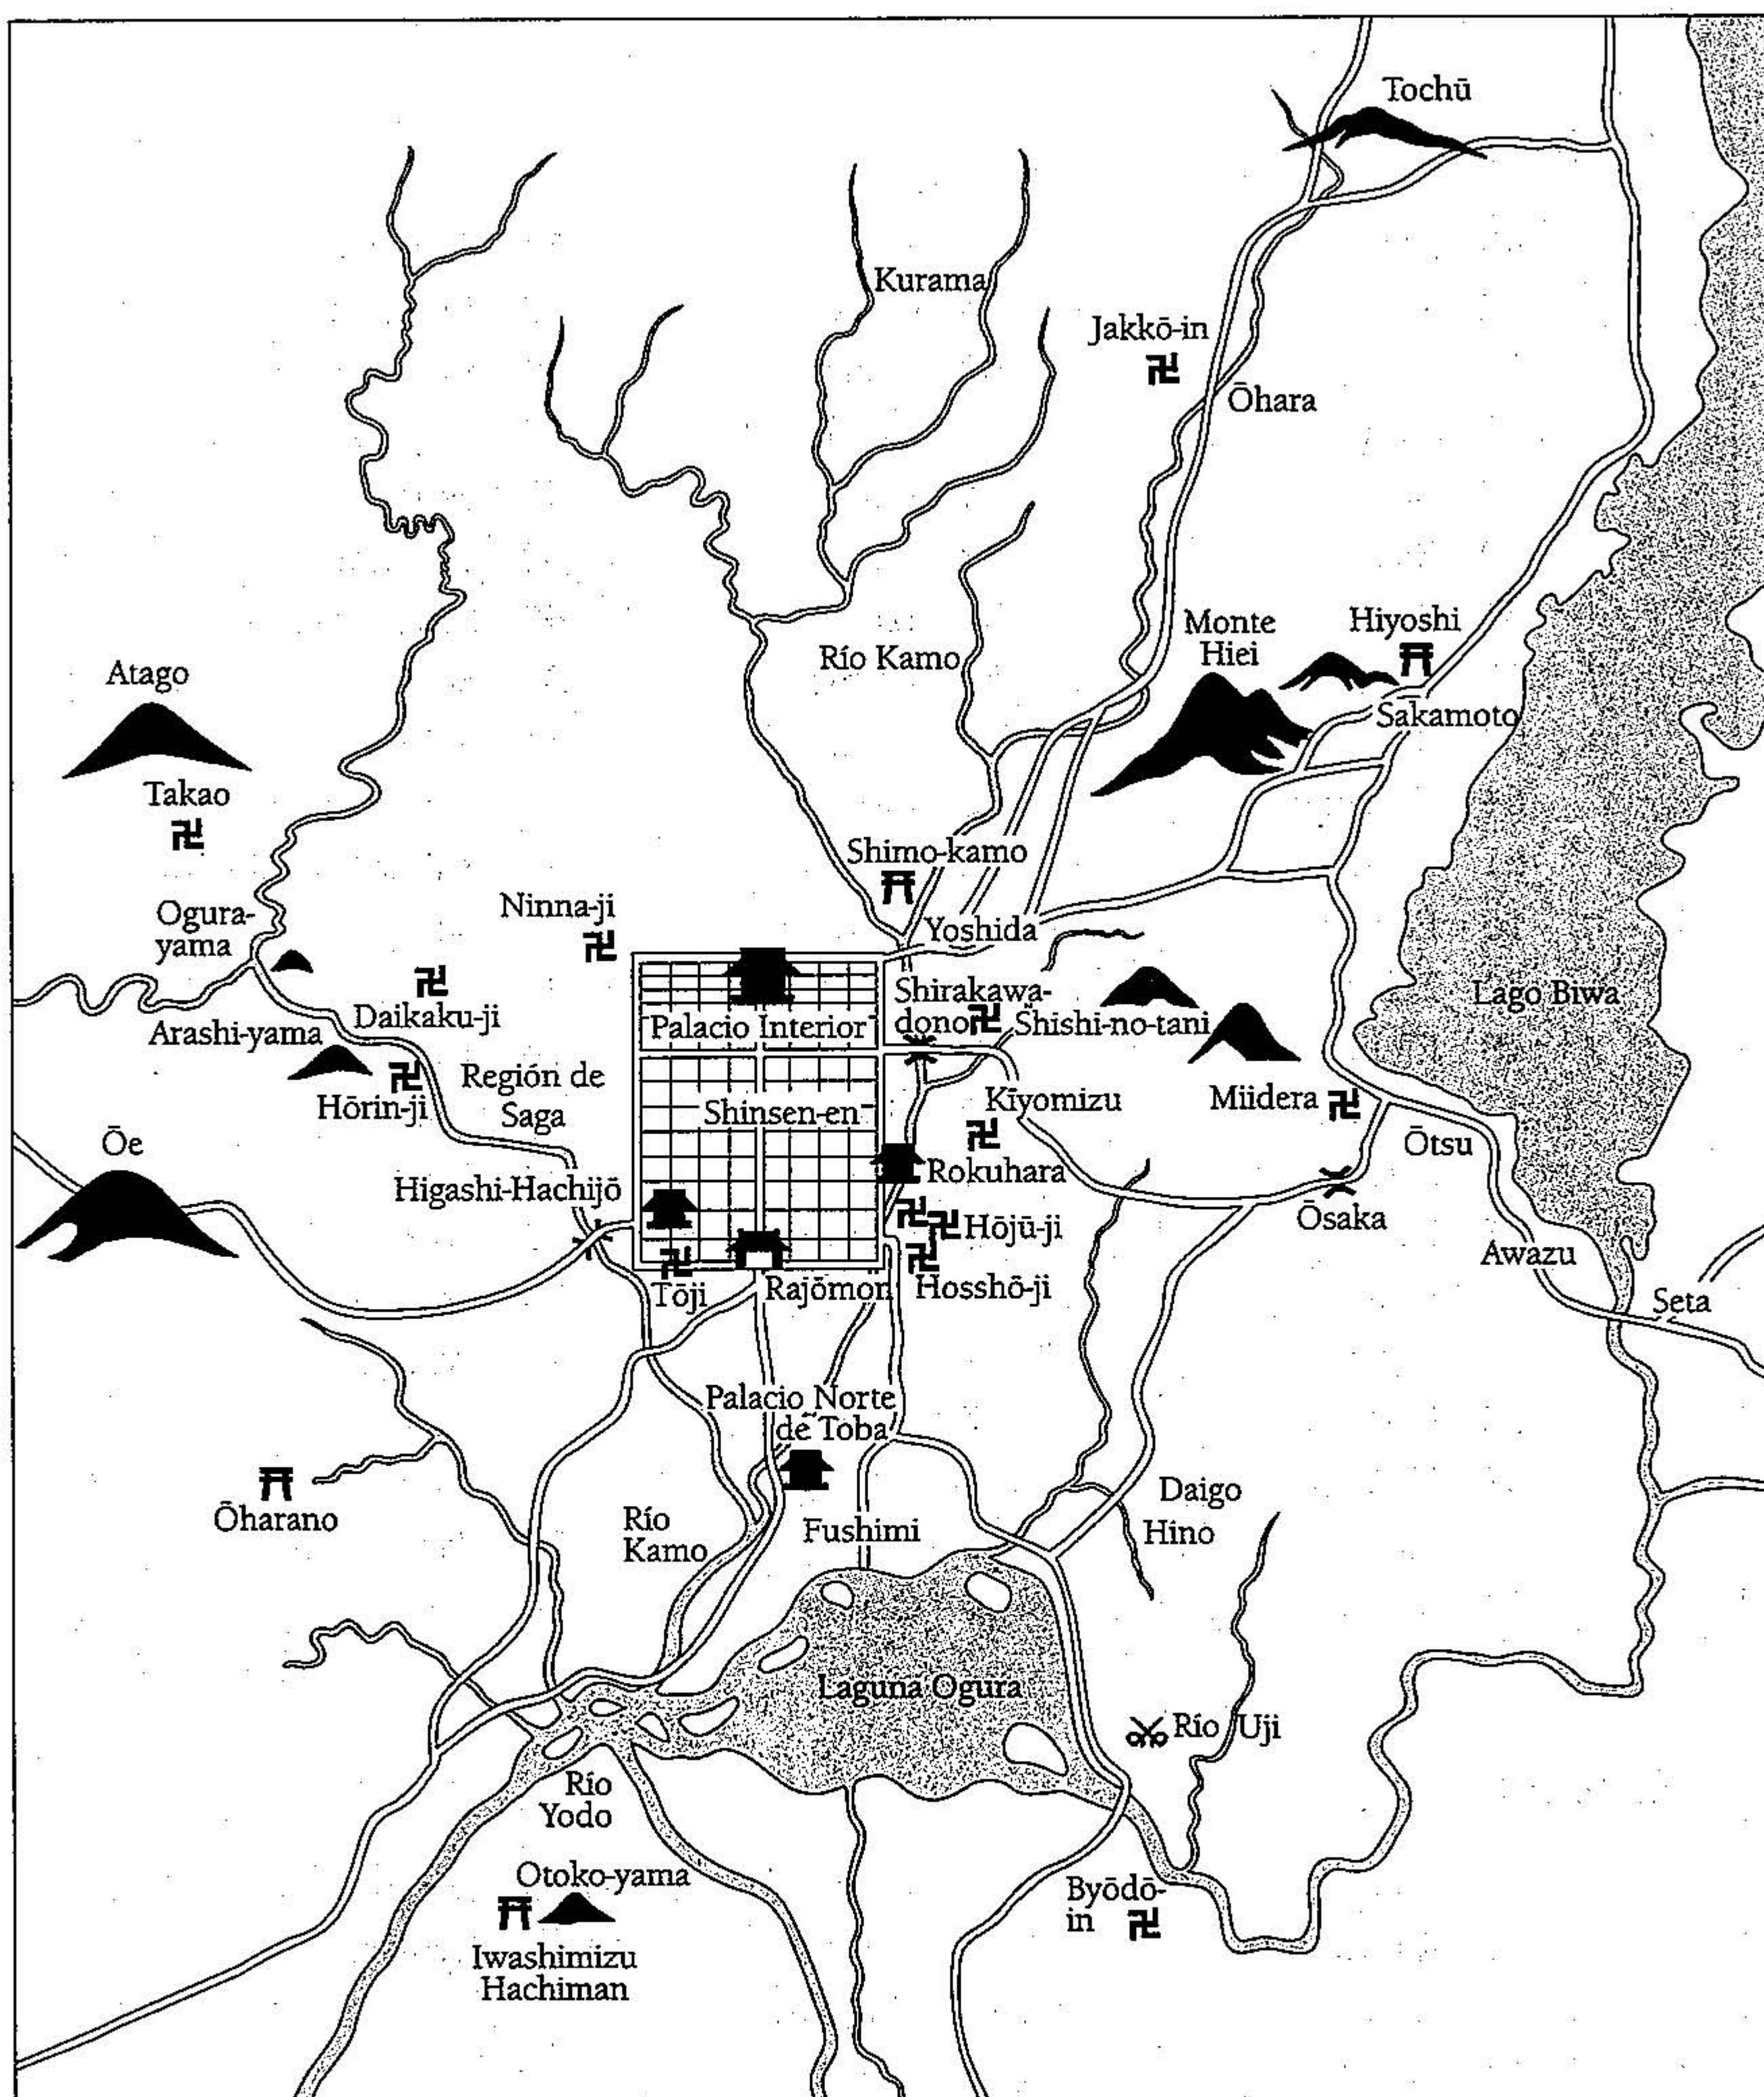 Tochū
Kurama
Jakkō-in
Ōhara
Monte
Hiei
Hiyoshi
Río Kamo
Atago
Sakamoto
Takao
Shimo-kamo
Ogura-
yama
Ninna-ji
Yoshida
Shirakawa-
dono
Lago Biwa
Daikaku-ji
Arashi-yama
Palacio Interior
Shishi-no-tani
Región de
Saga
Hōrin-ji
Shinsen-en
Kiyomizu
Miidera
Ōe
Ōtsu
Rokuhara
Higashi-Hachijō
Hōjū-ji
Ōsaka
Awazu
Tōji
Rajōmon
Hosshō-ji
Seta
Palacio Norte
de Toba
Daigo
Ōharano
Río
Kamo
Fushimi
Hino
Laguna Ogura
Río Uji
Río
Yodo
Otoko-yama
Byōdō-
in
Iwashimizu
Hachiman